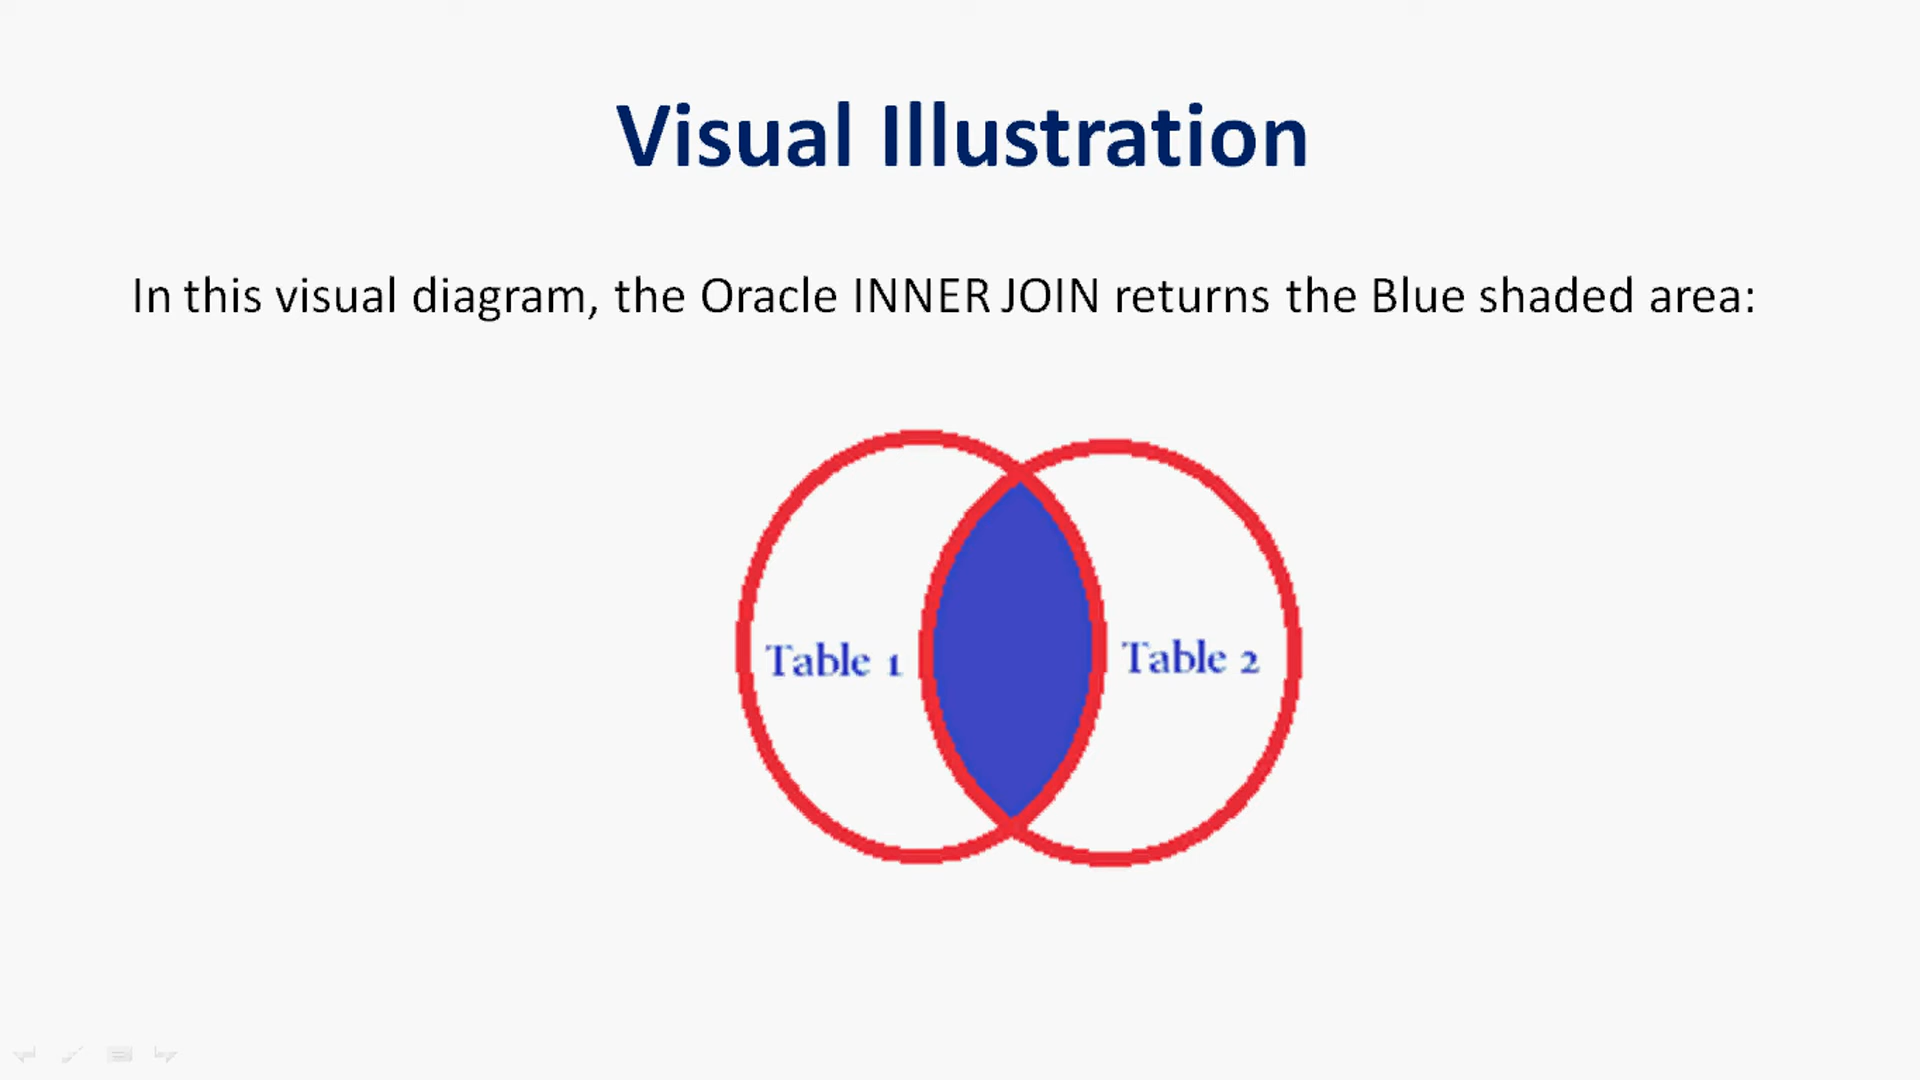 Visual Illustration
In this visual diagram, the Oracle INNER JOIN returns the Blue shaded area:
Table 1
Table 2